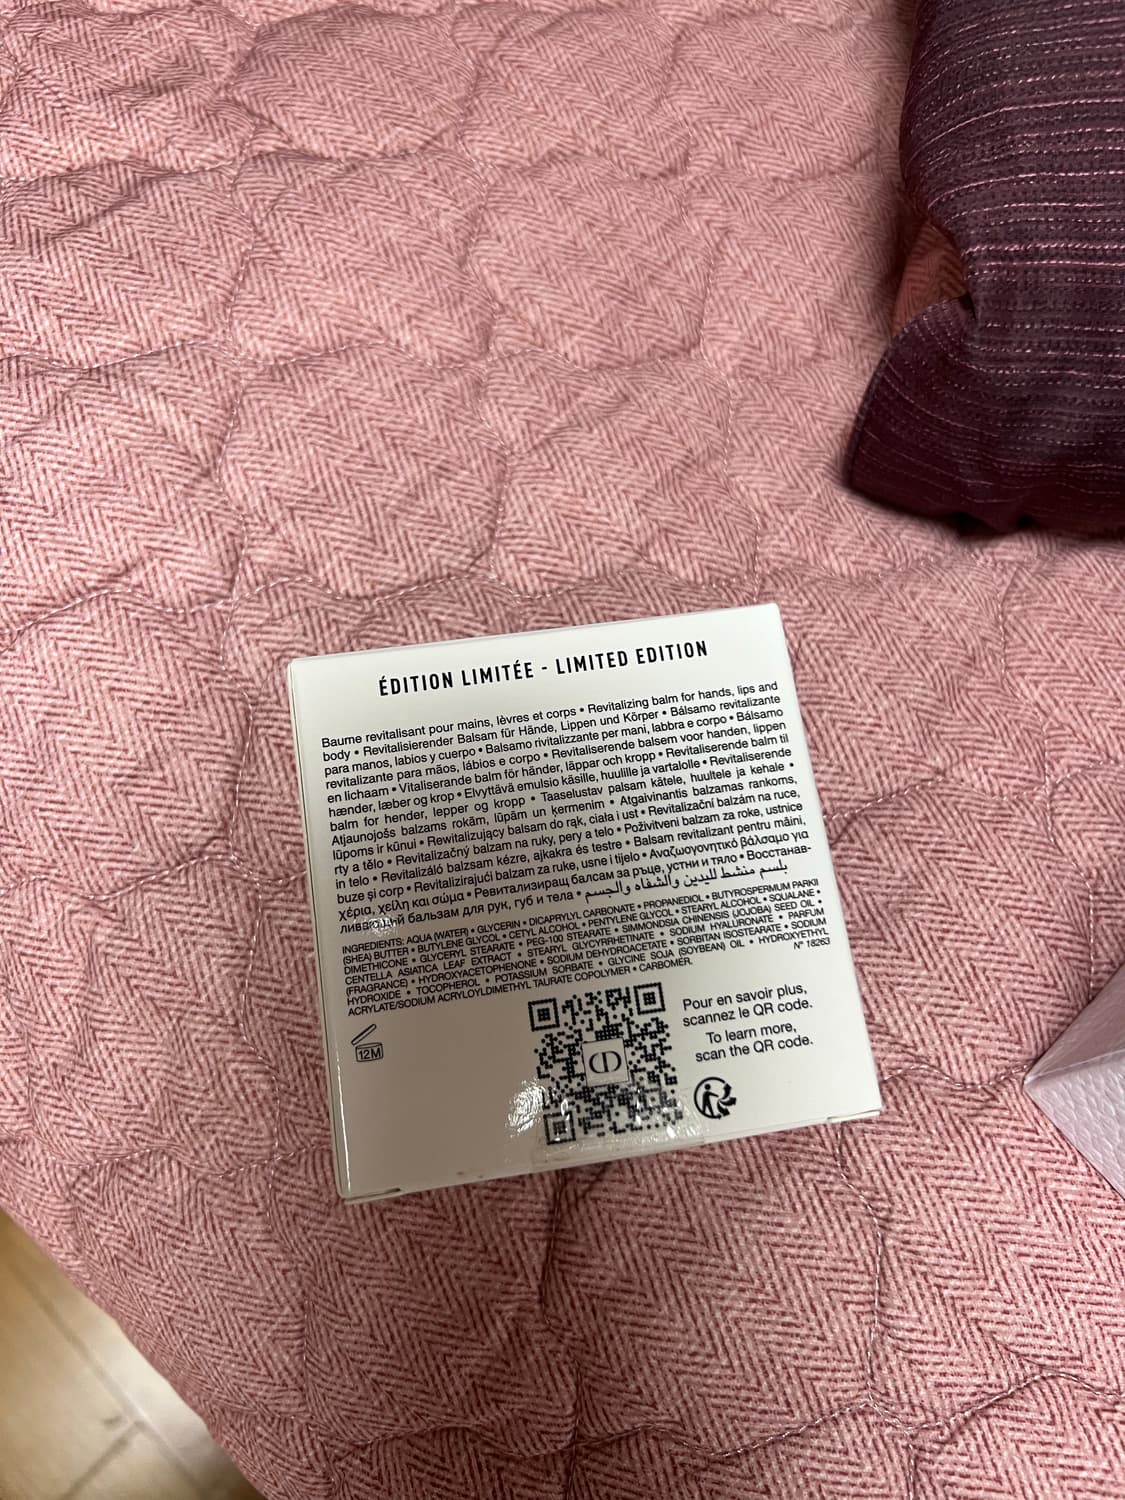 ÉDITION LIMITÉE - LIMITED EDITION
Baume revitalisant pour mains, lèvres et corps • Revitalizing balm for hands, lips and
body • Revitalisierender Balsam für Hände, Lippen und Körper • Bálsamo revitalizante
para manos, labios y cuerpo • Balsamo rivitalizzante per mani, labbra e corpo • Bálsamo
revitalizante para mãos, lábios e corpo • Revitaliserende balsem voor handen, lippen
en lichaam • Vitaliserande balm för händer, läppar och kropp • Revitaliserende balm til
hænder, læber og krop • Elvyttävä emulsio käsille, huulille ja vartalolle • Revitaliserende
balm for hender, lepper og kropp • Taaselustav palsam kätele, huultele ja kehale •
Atjaunojošs balzams rokām, lūpām un ķermenim • Atgaivinantis balzamas rankoms,
lūpoms ir kūnui • Rewitalizujący balsam do rąk, ciała i ust • Revitalizační balzám na ruce,
rty a tělo • Revitalizačný balzam na ruky, pery a telo • Poživitveni balzam za roke, ustnice
in telo • Revitalizáló balzsam kézre, ajkakra és testre • Balsam revitalizant pentru mâini,
buze și corp • Revitalizirajući balzam za ruke, usne i tijelo • Αναζωογονητικό βάλσαμο για
χέρια, χείλη και σώμα • Ревитализиращ балсам за ръце, устни и тяло • Восстанав-
ливающий бальзам для рук, губ и тела • بلسم منشط لليدين والشفاه والجسم
INGREDIENTS: AQUA (WATER) • GLYCERIN • DICAPRYLYL CARBONATE • PROPANEDIOL • BUTYROSPERMUM PARKII
(SHEA) BUTTER • BUTYLENE GLYCOL • CETYL ALCOHOL • PENTYLENE GLYCOL • STEARYL ALCOHOL • SQUALANE •
DIMETHICONE • GLYCERYL STEARATE • PEG-100 STEARATE • SIMMONDSIA CHINENSIS (JOJOBA) SEED OIL •
CENTELLA ASIATICA LEAF EXTRACT • STEARYL GLYCYRRHETINATE • SODIUM HYALURONATE • PARFUM
(FRAGRANCE) • HYDROXYACETOPHENONE • SODIUM DEHYDROACETATE • SORBITAN ISOSTEARATE • SODIUM
HYDROXIDE • TOCOPHEROL • POTASSIUM SORBATE • GLYCINE SOJA (SOYBEAN) OIL • HYDROXYETHYL
ACRYLATE/SODIUM ACRYLOYLDIMETHYL TAURATE COPOLYMER • CARBOMER.
N° 18263
12M
CD
Pour en savoir plus,
scannez le QR code.
To learn more,
scan the QR code.